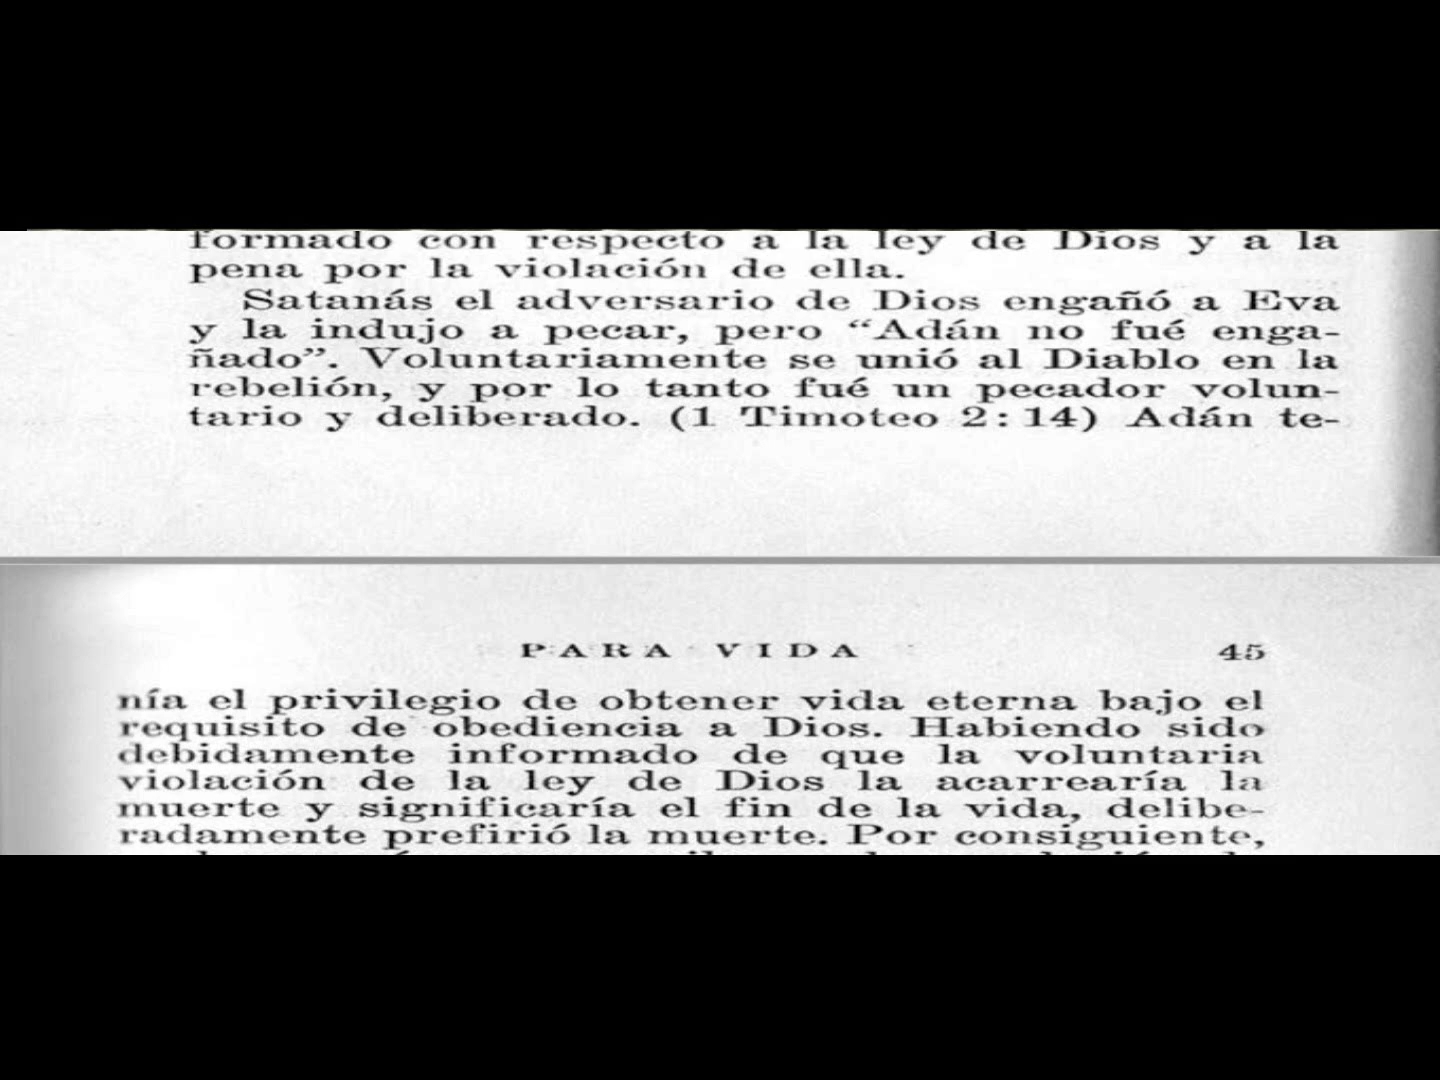 formado con respecto a la ley de Dios y a la
pena por la violación de ella.
Satanás el adversario de Dios engañó a Eva
y la indujo a pecar, pero “Adán no fué enga-
ñado”. Voluntariamente se unió al Diablo en la
rebelión, y por lo tanto fué un pecador volun-
tario y deliberado. (1 Timoteo 2:14) Adán te-
PARA VIDA 45
nía el privilegio de obtener vida eterna bajo el
requisito de obediencia a Dios. Habiendo sido
debidamente informado de que la voluntaria
violación de la ley de Dios la acarrearía la
muerte y significaría el fin de la vida, delibe-
radamente prefirió la muerte. Por consiguiente,